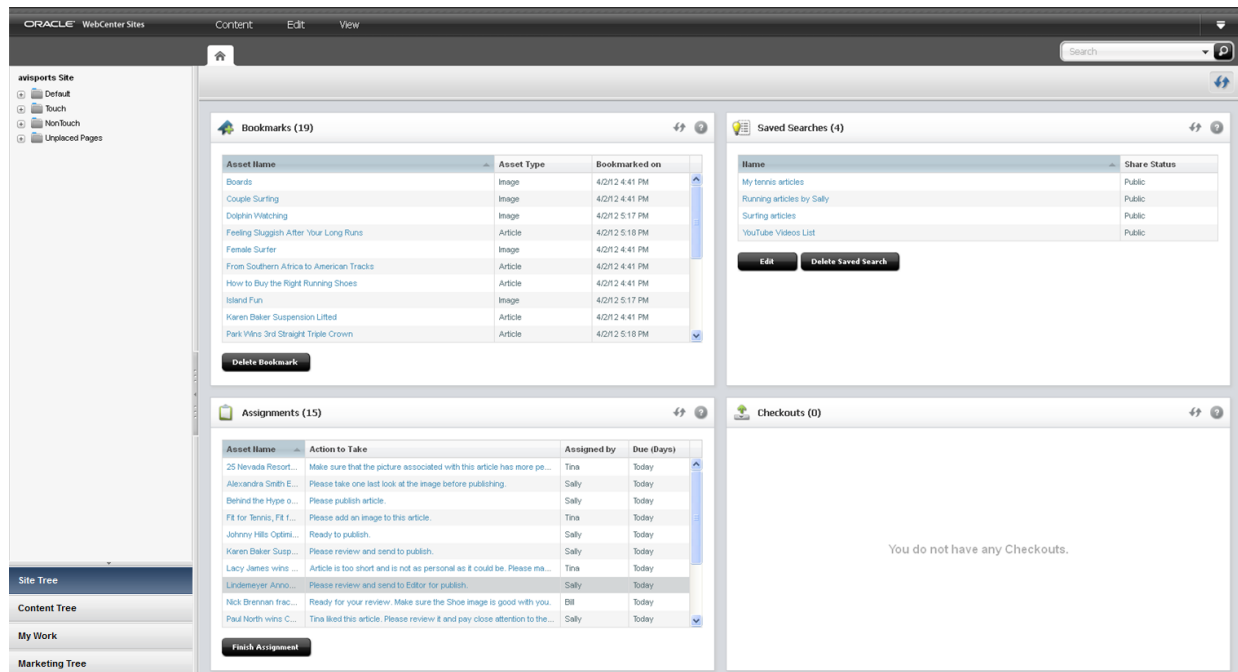 ORACLE WebCenter Sites Content Edit View
Search
avisports Site
Default
Touch
NonTouch
Unplaced Pages
Bookmarks (19)
Asset Name Asset Type Bookmarked on
Boards Image 4/2/12 4:41 PM
Couple Surfing Image 4/2/12 4:41 PM
Dolphin Watching Image 4/2/12 5:17 PM
Feeling Sluggish After Your Long Runs Article 4/2/12 5:18 PM
Female Surfer Image 4/2/12 4:41 PM
From Southern Africa to American Tracks Article 4/2/12 4:41 PM
How to Buy the Right Running Shoes Article 4/2/12 4:41 PM
Island Fun Image 4/2/12 5:17 PM
Karen Baker Suspension Lifted Article 4/2/12 4:41 PM
Park Wins 3rd Straight Triple Crown Article 4/2/12 5:18 PM
Delete Bookmark
Saved Searches (4)
Name Share Status
My tennis articles Public
Running articles by Sally Public
Surfing articles Public
YouTube Videos List Public
Edit Delete Saved Search
Assignments (15)
Asset Name Action to Take Assigned by Due (Days)
25 Nevada Resort... Make sure that the picture associated with this article has more pe... Tina Today
Alexandra Smith E... Please take one last look at the image before publishing. Sally Today
Behind the Hype o... Please publish article. Sally Today
Fit for Tennis, Fit f... Please add an image to this article. Tina Today
Johnny Hills Optimi... Ready to publish. Sally Today
Karen Baker Susp... Please review and send to publish. Sally Today
Lacy James wins ... Article is too short and is not as personal as it could be. Please ma... Tina Today
Lindemeyer Anno... Please review and send to Editor for publish. Sally Today
Nick Brennan frac... Ready for your review. Make sure the Shoe image is good with you. Bill Today
Paul North wins C... Tina liked this article. Please review it and pay close attention to the... Sally Today
Finish Assignment
Checkouts (0)
You do not have any Checkouts.
Site Tree
Content Tree
My Work
Marketing Tree